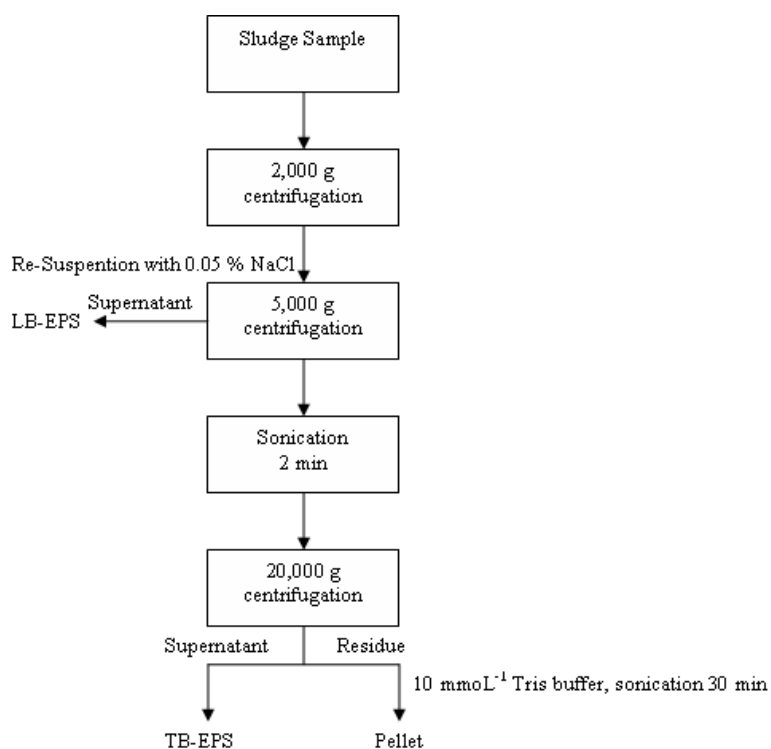 Sludge Sample
2,000 g
centrifugation
Re-Suspention with 0.05 % NaCl
Supernatant
LB-EPS
5,000 g
centrifugation
Sonication
2 min
20,000 g
centrifugation
Supernatant
Residue
10 mmoL⁻¹ Tris buffer, sonication 30 min
TB-EPS
Pellet